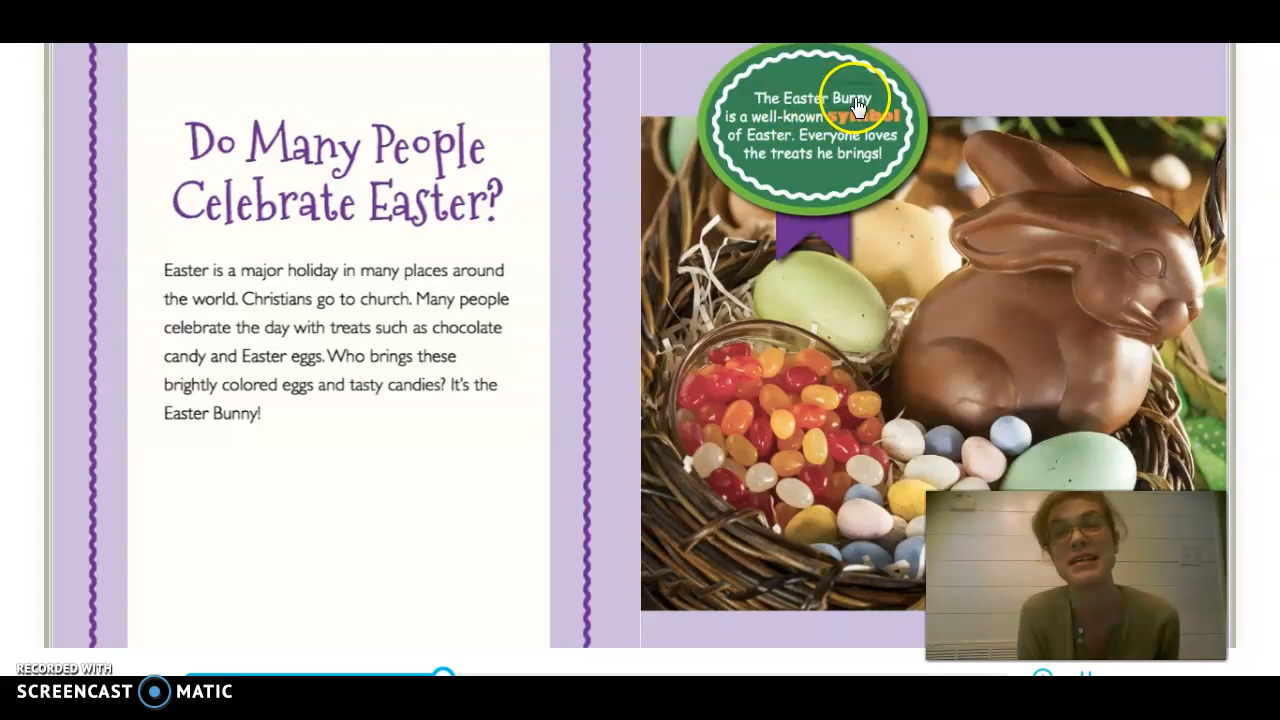 Do Many People
Celebrate Easter?
Easter is a major holiday in many places around
the world. Christians go to church. Many people
celebrate the day with treats such as chocolate
candy and Easter eggs. Who brings these
brightly colored eggs and tasty candies? It's the
Easter Bunny!
The Easter Bunny
is a well-known symbol
of Easter. Everyone loves
the treats he brings!
RECORDED WITH
SCREENCAST MATIC